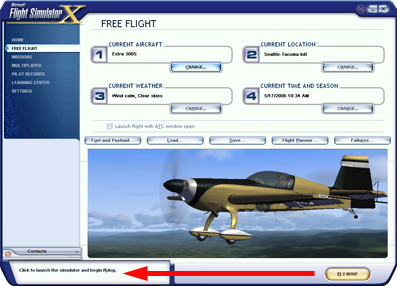 Microsoft
Flight Simulator X
HOME
FREE FLIGHT
MISSIONS
MULTIPLAYER
PILOT RECORDS
LEARNING CENTER
SETTINGS
FREE FLIGHT
1
CURRENT AIRCRAFT
Extra 300S
CHANGE...
2
CURRENT LOCATION
Seattle-Tacoma Intl
CHANGE...
3
CURRENT WEATHER
Wind calm, Clear skies
CHANGE...
4
CURRENT TIME AND SEASON:
5/17/2006 10:34 AM
CHANGE...
Launch flight with ATC window open
Fuel and Payload...
Load...
Save...
Flight Planner...
Failures...
Contacts
Click to launch the simulator and begin flying.
FLY NOW!